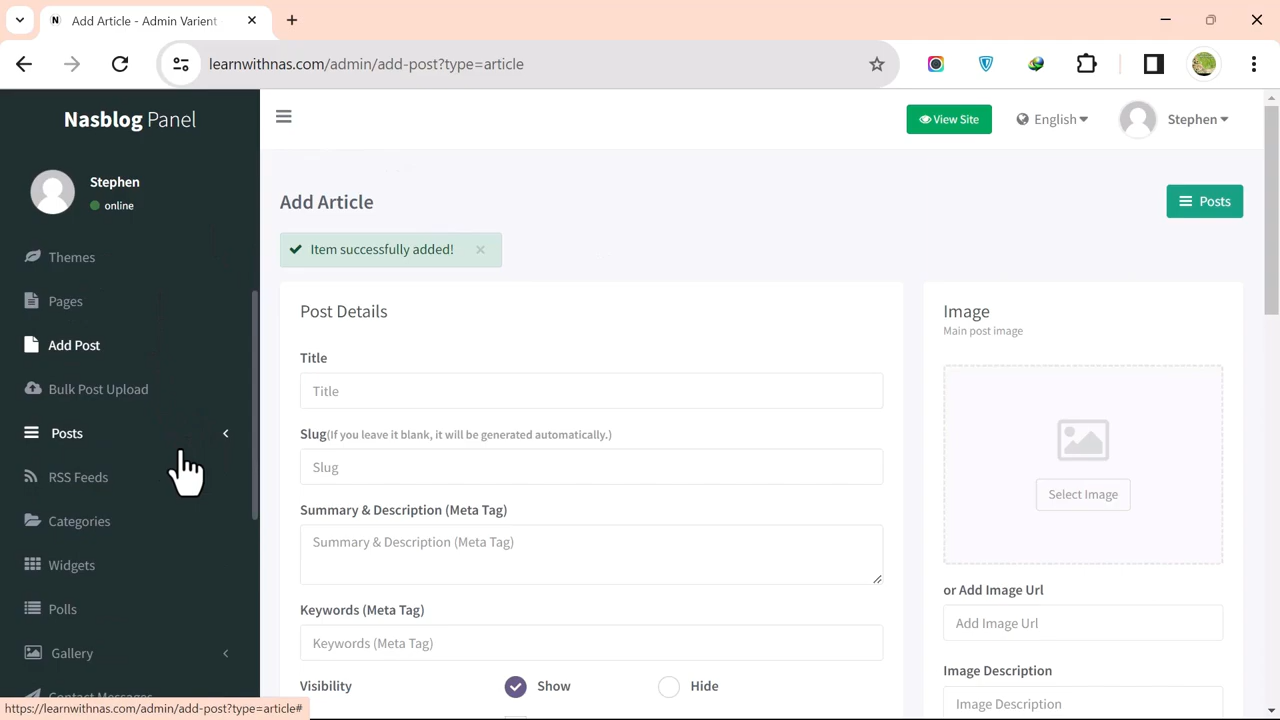 Add Article - Admin Varient
learnwithnas.com/admin/add-post?type=article
Nasblog Panel
View Site
English
Stephen
Stephen
online
Themes
Pages
Add Post
Bulk Post Upload
Posts
RSS Feeds
Categories
Widgets
Polls
Gallery
Contact Messages
Add Article
Posts
Item successfully added!
Post Details
Title
Title
Slug(If you leave it blank, it will be generated automatically.)
Slug
Summary & Description (Meta Tag)
Summary & Description (Meta Tag)
Keywords (Meta Tag)
Keywords (Meta Tag)
Visibility
Show
Hide
Image
Main post image
Select Image
or Add Image Url
Add Image Url
Image Description
Image Description
https://learnwithnas.com/admin/add-post?type=article#